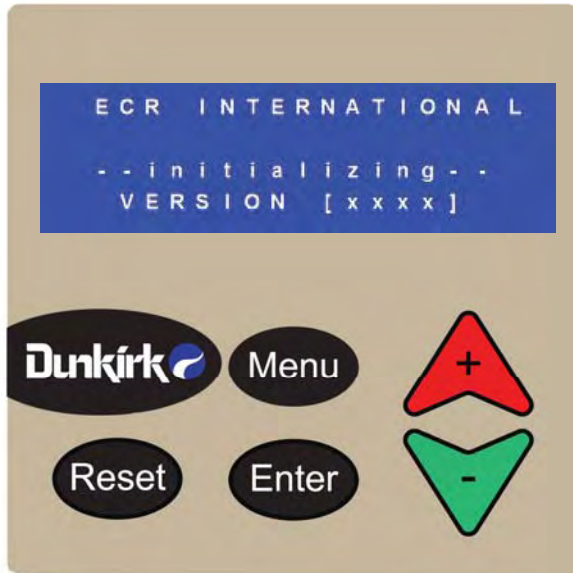 ECR INTERNATIONAL
--initializing--
VERSION [xxxx]
Dunkirk
Menu
+
Reset
Enter
-